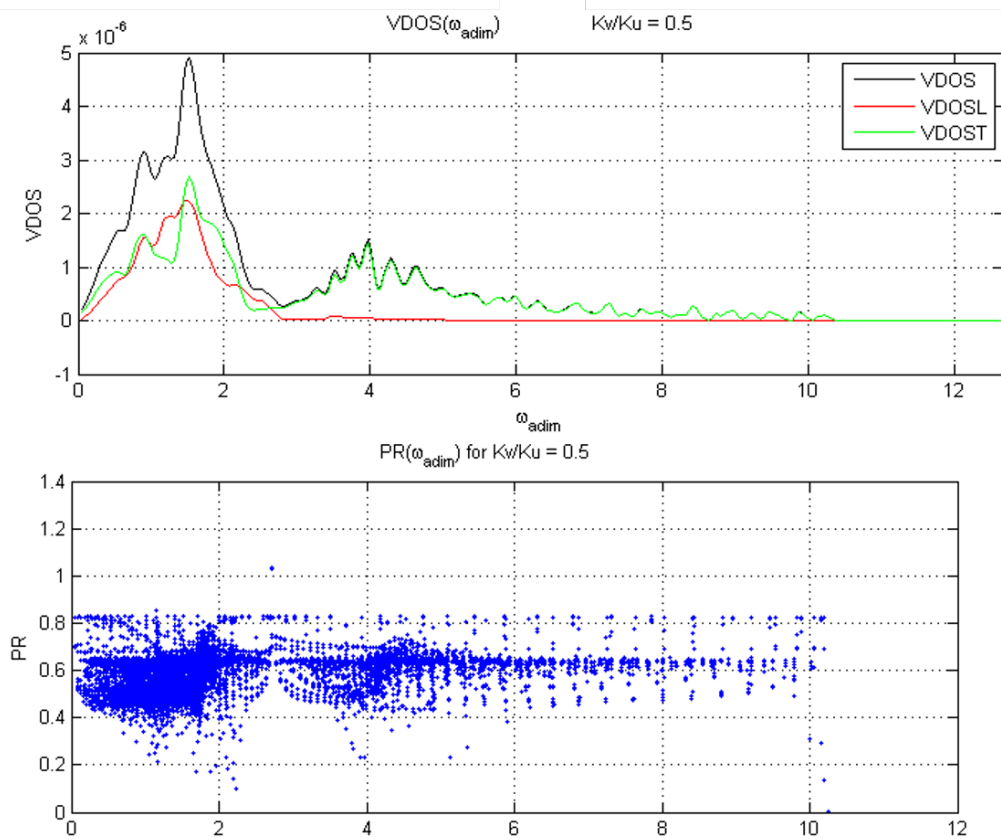 VDOS(ω_adim) Kv/Ku = 0.5
x 10^-6
5
4
3
2
1
0
-1
VDOS
VDOS
VDOSL
VDOST
0 2 4 6 8 10 12
ω_adim
PR(ω_adim) for Kv/Ku = 0.5
1.4
1.2
1
0.8
0.6
0.4
0.2
0
PR
0 2 4 6 8 10 12